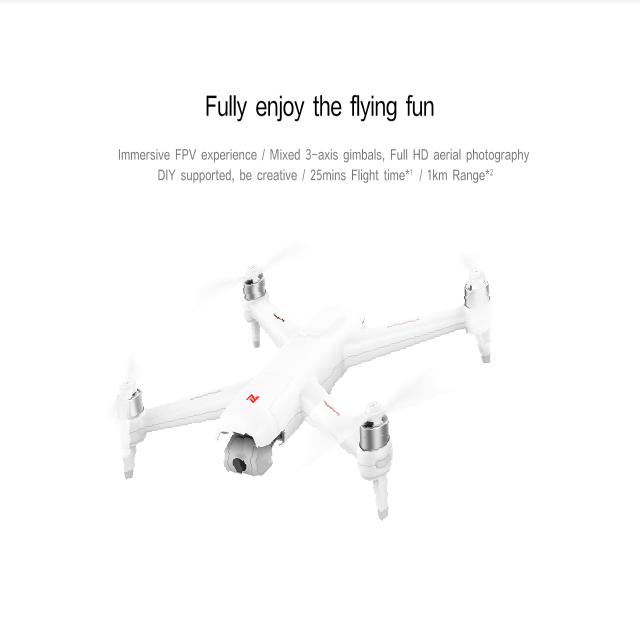 Fully enjoy the flying fun
Immersive FPV experience / Mixed 3-axis gimbals, Full HD aerial photography
DIY supported, be creative / 25mins Flight time*1 / 1km Range*2